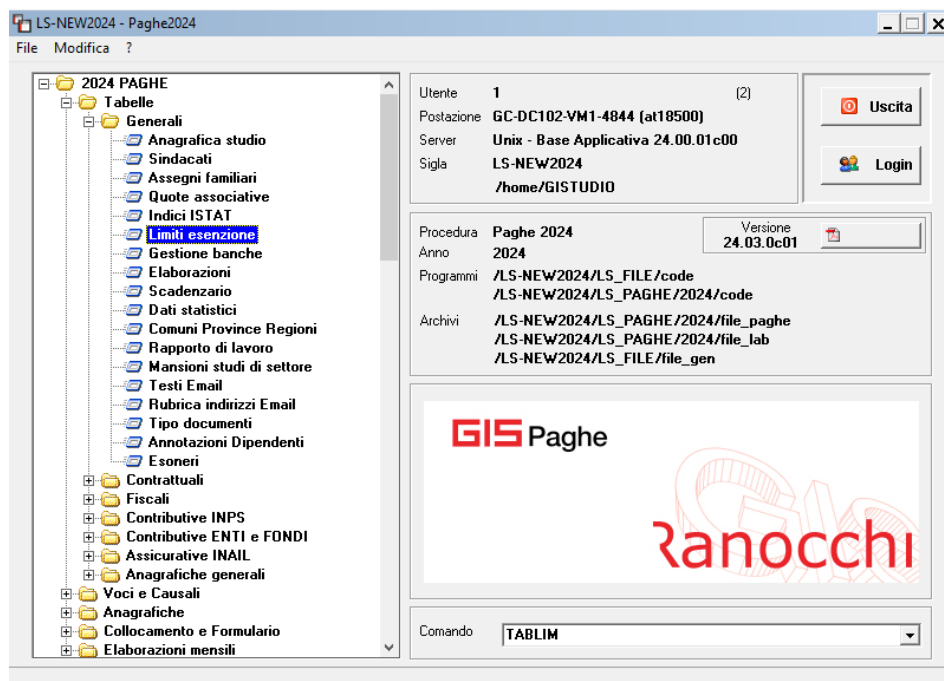 LS-NEW2024 - Paghe2024
File Modifica ?
2024 PAGHE
Tabelle
Generali
Anagrafica studio
Sindacati
Assegni familiari
Quote associative
Indici ISTAT
Limiti esenzione
Gestione banche
Elaborazioni
Scadenzario
Dati statistici
Comuni Province Regioni
Rapporto di lavoro
Mansioni studi di settore
Testi Email
Rubrica indirizzi Email
Tipo documenti
Annotazioni Dipendenti
Esoneri
Contrattuali
Fiscali
Contributive INPS
Contributive ENTI e FONDI
Assicurative INAIL
Anagrafiche generali
Voci e Causali
Anagrafiche
Collocamento e Formulario
Elaborazioni mensili
Utente 1 (2)
Postazione GC-DC102-VM1-4844 (at18500)
Server Unix - Base Applicativa 24.00.01c00
Sigla LS-NEW2024
/home/GISTUDIO
Uscita
Login
Procedura Paghe 2024
Versione
24.03.0c01
Anno 2024
Programmi /LS-NEW2024/LS_FILE/code
/LS-NEW2024/LS_PAGHE/2024/code
Archivi /LS-NEW2024/LS_PAGHE/2024/file_paghe
/LS-NEW2024/LS_PAGHE/2024/file_lab
/LS-NEW2024/LS_FILE/file_gen
GIS Paghe
Ranocchi
Comando TABLIM